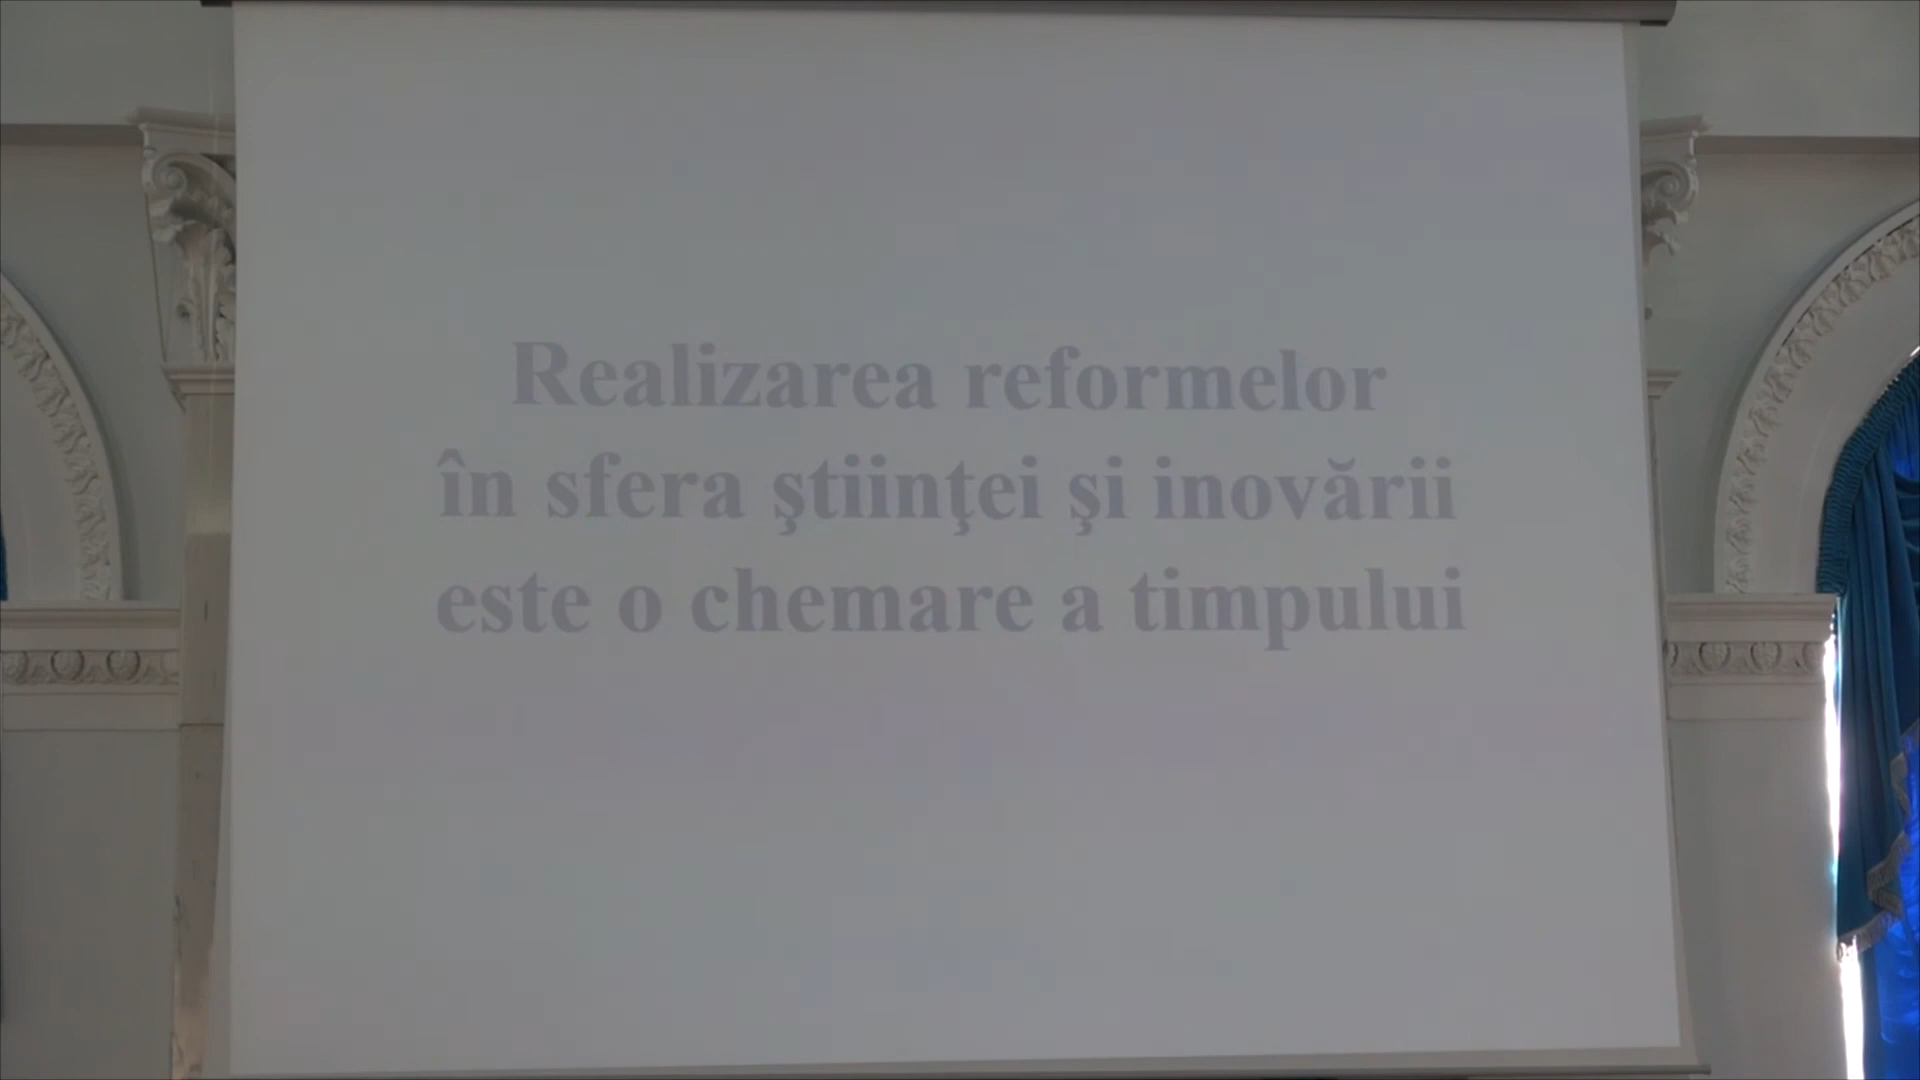 Realizarea reformelor
în sfera ştiinţei şi inovării
este o chemare a timpului